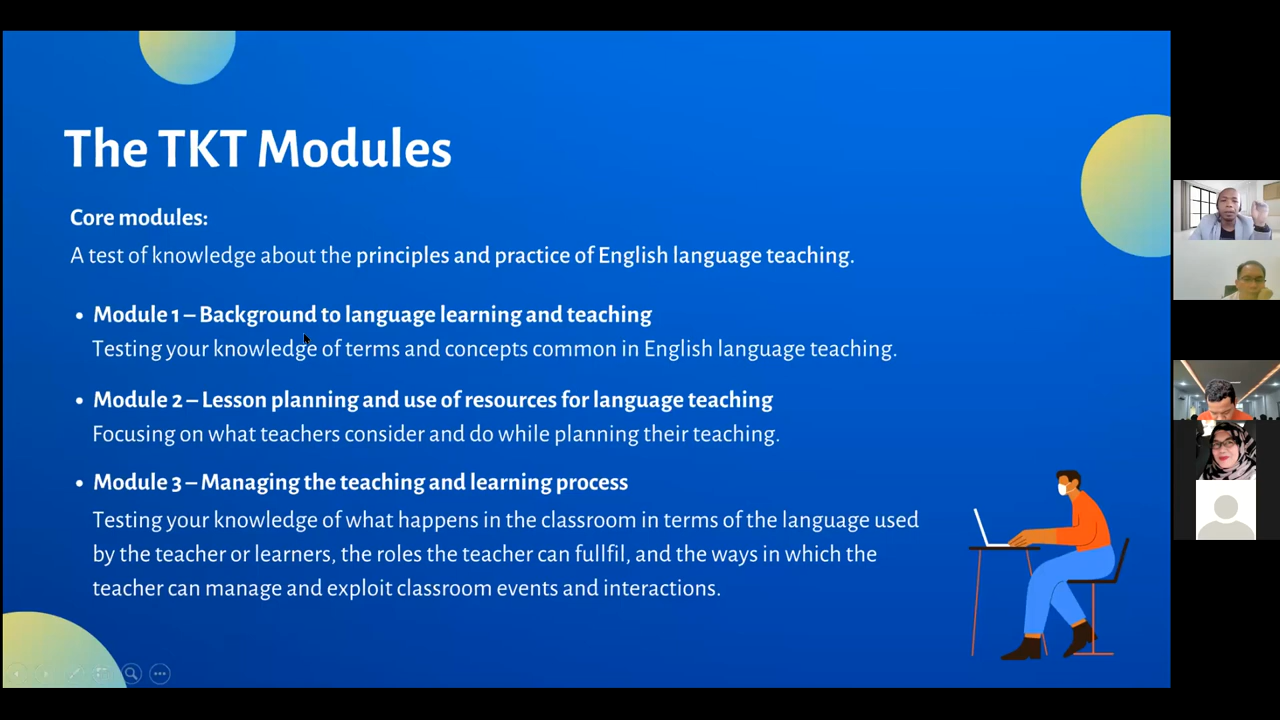 The TKT Modules
Core modules:
A test of knowledge about the principles and practice of English language teaching.
• Module 1 – Background to language learning and teaching
Testing your knowledge of terms and concepts common in English language teaching.
• Module 2 – Lesson planning and use of resources for language teaching
Focusing on what teachers consider and do while planning their teaching.
• Module 3 – Managing the teaching and learning process
Testing your knowledge of what happens in the classroom in terms of the language used
by the teacher or learners, the roles the teacher can fullfil, and the ways in which the
teacher can manage and exploit classroom events and interactions.